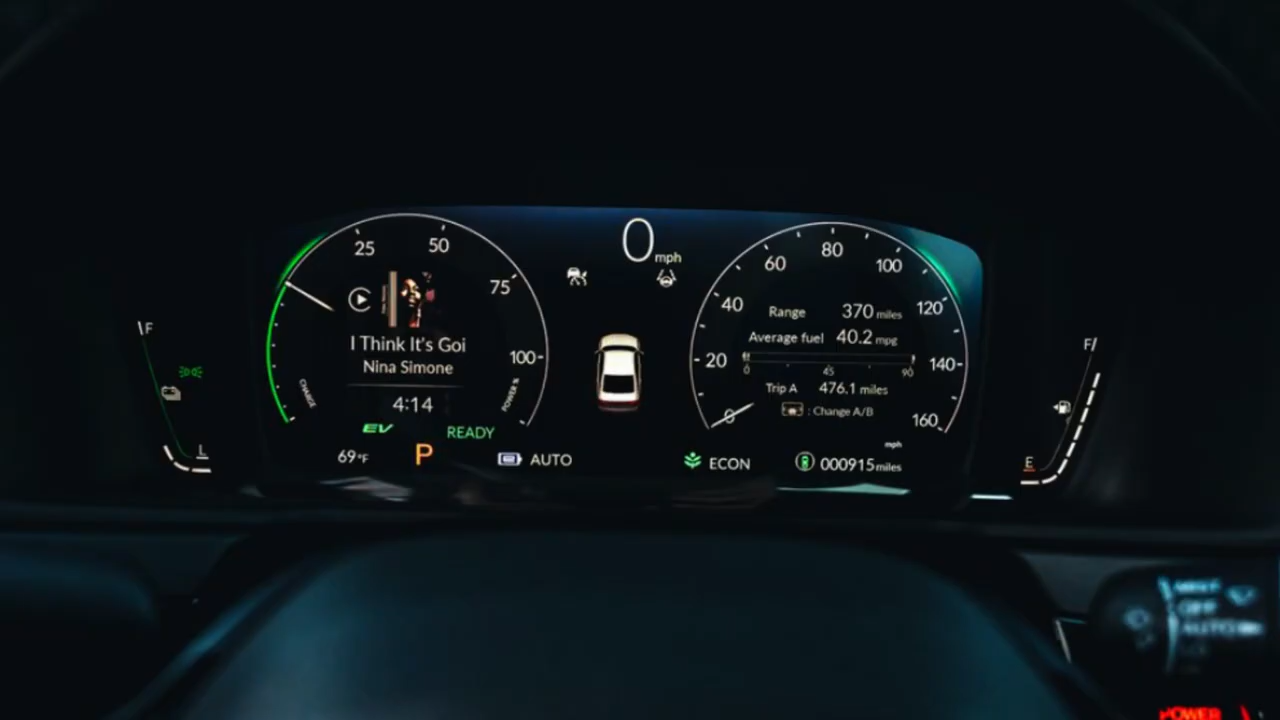 0 mph
25 50 75 100
CHARGE
POWER %
I Think It's Goi
Nina Simone
4:14
EV READY
69°F P AUTO
F
L
0 20 40 60 80 100 120 140 160
mph
Range 370 miles
Average fuel 40.2 mpg
0 45 90
Trip A 476.1 miles
: Change A/B
ECON 000915 miles
F
E
OFF
AUTO
POWER